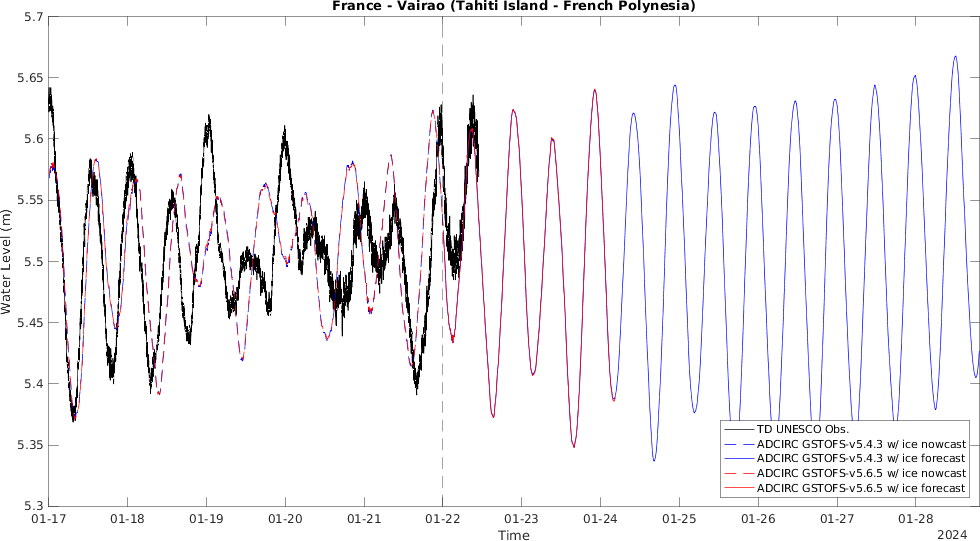 France - Vairao (Tahiti Island - French Polynesia)
5.7
5.65
5.6
5.55
5.5
5.45
5.4
5.35
5.3
Water Level (m)
TD UNESCO Obs.
ADCIRC GSTOFS-v5.4.3 w/ ice nowcast
ADCIRC GSTOFS-v5.4.3 w/ ice forecast
ADCIRC GSTOFS-v5.6.5 w/ ice nowcast
ADCIRC GSTOFS-v5.6.5 w/ ice forecast
01-17 01-18 01-19 01-20 01-21 01-22 01-23 01-24 01-25 01-26 01-27 01-28
Time
2024